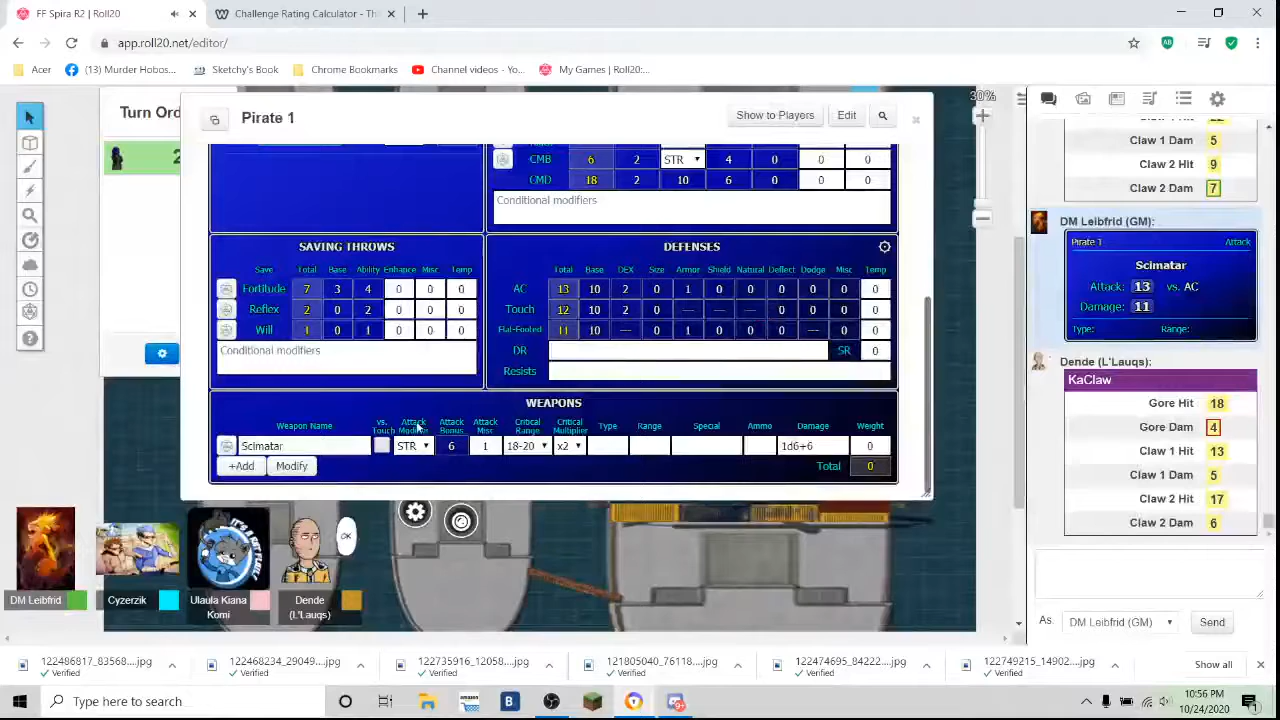 FF Spira R2 | Challenge Rating Calculator - Th
app.roll20.net/editor/
Acer (13) Murder Hobos... Sketchy's Book Chrome Bookmarks Channel videos - Yo... My Games | Roll20:...
Turn Ord
2
Pirate 1
Show to Players Edit
30%
CMB 6 2 STR 4 0 0 0
CMD 18 2 10 6 0 0 0
Conditional modifiers
SAVING THROWS
Save Total Base Ability Enhance Misc Temp
Fortitude 7 3 4 0 0 0
Reflex 2 0 2 0 0 0
Will 1 0 1 0 0 0
Conditional modifiers
DEFENSES
Total Base DEX Size Armor Shield Natural Deflect Dodge Misc Temp
AC 13 10 2 0 1 0 0 0 0 0 0
Touch 12 10 2 0 — — — 0 0 0 0
Flat-Footed 11 10 — 0 1 0 0 0 — 0 0
DR SR 0
Resists
WEAPONS
Weapon Name vs. Touch Attack Modifier Attack Bonus Attack Misc Critical Range Critical Multiplier Type Range Special Ammo Damage Weight
Scimatar STR 6 1 18-20 x2 1d6+6 0
+Add Modify Total 0
Claw 1 Dam 5
Claw 2 Hit 9
Claw 2 Dam 7
DM Leibfrid (GM):
Pirate 1 Attack
Scimatar
Attack: 13 vs. AC
Damage: 11
Type: Range:
Dende (L'Lauqs):
KaClaw
Gore Hit 18
Gore Dam 4
Claw 1 Hit 13
Claw 1 Dam 5
Claw 2 Hit 17
Claw 2 Dam 6
As: DM Leibfrid (GM) Send
IT'S A BIT FLUFFY
OK
DM Leibfrid
Cyzerzik
Ulaula Kiana Komi
Dende (L'Lauqs)
122486817_83568....jpg Verified
122468234_29049....jpg Verified
122735916_12058....jpg Verified
121805040_76118....jpg Verified
122474695_84222....jpg Verified
122749215_14902....jpg Verified
Show all
Type here to search
amazon
B
10:56 PM
10/24/2020